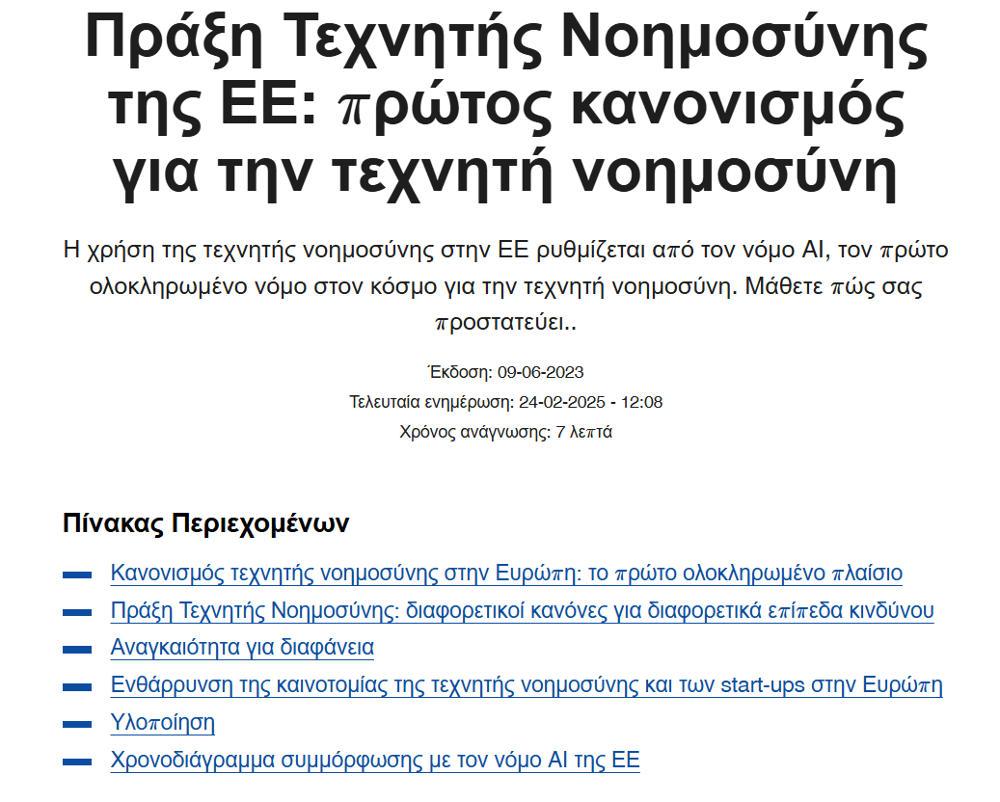 Πράξη Τεχνητής Νοημοσύνης
της ΕΕ: πρώτος κανονισμός
για την τεχνητή νοημοσύνη
Η χρήση της τεχνητής νοημοσύνης στην ΕΕ ρυθμίζεται από τον νόμο AI, τον πρώτο
ολοκληρωμένο νόμο στον κόσμο για την τεχνητή νοημοσύνη. Μάθετε πώς σας
προστατεύει..
Έκδοση: 09-06-2023
Τελευταία ενημέρωση: 24-02-2025 - 12:08
Χρόνος ανάγνωσης: 7 λεπτά
Πίνακας Περιεχομένων
Κανονισμός τεχνητής νοημοσύνης στην Ευρώπη: το πρώτο ολοκληρωμένο πλαίσιο
Πράξη Τεχνητής Νοημοσύνης: διαφορετικοί κανόνες για διαφορετικά επίπεδα κινδύνου
Αναγκαιότητα για διαφάνεια
Ενθάρρυνση της καινοτομίας της τεχνητής νοημοσύνης και των start-ups στην Ευρώπη
Υλοποίηση
Χρονοδιάγραμμα συμμόρφωσης με τον νόμο AI της ΕΕ